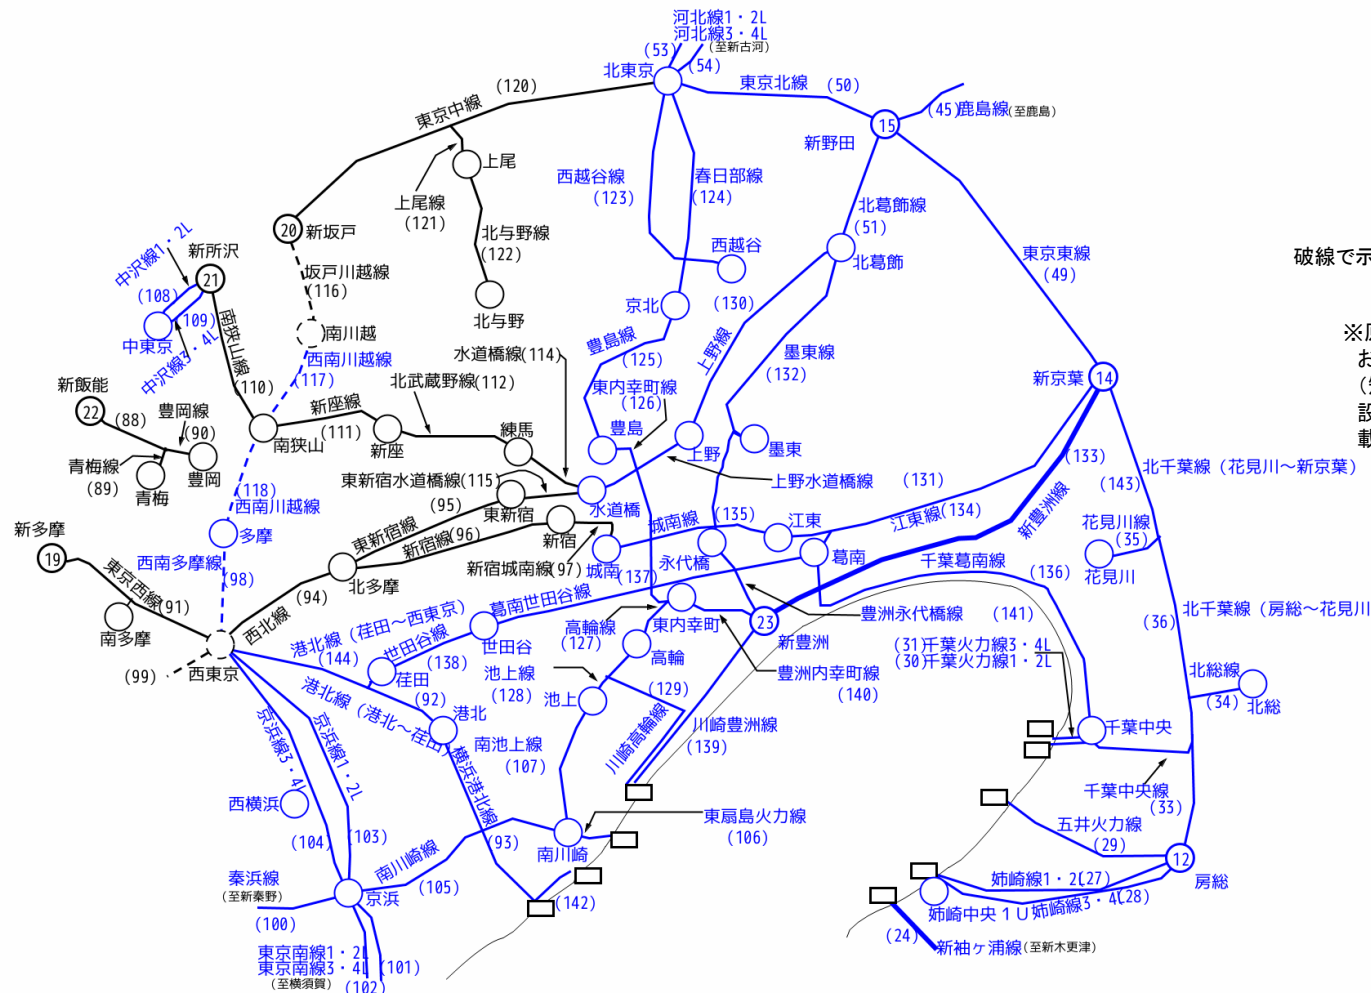 河北線1・2L
河北線3・4L
(至新古河)
(53)
(54)
北東京
東京北線
(50)
(45)鹿島線(至鹿島)
15
新野田
東京中線
(120)
上尾
上尾線
(121)
北与野線
(122)
北与野
西越谷線
(123)
春日部線
(124)
西越谷
北葛飾線
(51)
北葛飾
東京東線
(49)
破線で示
20
新坂戸
坂戸川越線
(116)
南川越
西南川越線
(117)
中沢線1・2L
新所沢
21
(108)
(109)
中東京
中沢線3・4L
南狭山線
(110)
南狭山
新座線
(111)
新座
北武蔵野線(112)
水道橋線(114)
練馬
京北
豊島線
(125)
東内幸町線
(126)
豊島
(130)
上野線
上野
墨東線
(132)
墨東
上野水道橋線
新京葉
14
お
設
載
新飯能
22
(88)
豊岡線
(90)
豊岡
青梅線
(89)
青梅
(118)
西南川越線
多摩
西南多摩線
(98)
東新宿水道橋線(115)
(95)
東新宿
水道橋
東新宿線
新宿線(96)
新宿
新宿城南線(97)
城南
城南線
(135)
(137)
江東
永代橋
(131)
江東線(134)
葛南
新豊洲線
(133)
(143)
北千葉線(花見川~新京葉)
花見川線
(35)
花見川
新多摩
19
東京西線
(91)
南多摩
西北線
(94)
北多摩
(99)
西東京
港北線(荏田~西東京)
(144)
世田谷線
(138)
世田谷
葛南世田谷線
荏田
港北線(港北~荏田)
(92)
港北
高輪線
(127)
東内幸町
高輪
池上線
(128)
池上
(129)
23
新豊洲
豊洲永代橋線
豊洲内幸町線
(140)
千葉葛南線
(136)
(141)
(31)千葉火力線3・4L
(30)千葉火力線1・2L
北千葉線(房総~花見川
(36)
北総線
(34)
北総
千葉中央
千葉中央線
(33)
京浜線3・4L
京浜線1・2L
西横浜
(104)
(103)
横浜港北線
(93)
南池上線
(107)
川崎高輪線
川崎豊洲線
(139)
東扇島火力線
(106)
南川崎
南川崎線
(105)
京浜
秦浜線
(至新秦野)
(100)
東京南線1・2L
東京南線3・4L
(101)
(至横須賀)
(102)
(142)
五井火力線
(29)
12
房総
姉崎線1・2L
(27)
姉崎中央1U
姉崎線3・4L
(28)
(24)
新袖ヶ浦線(至新木更津)